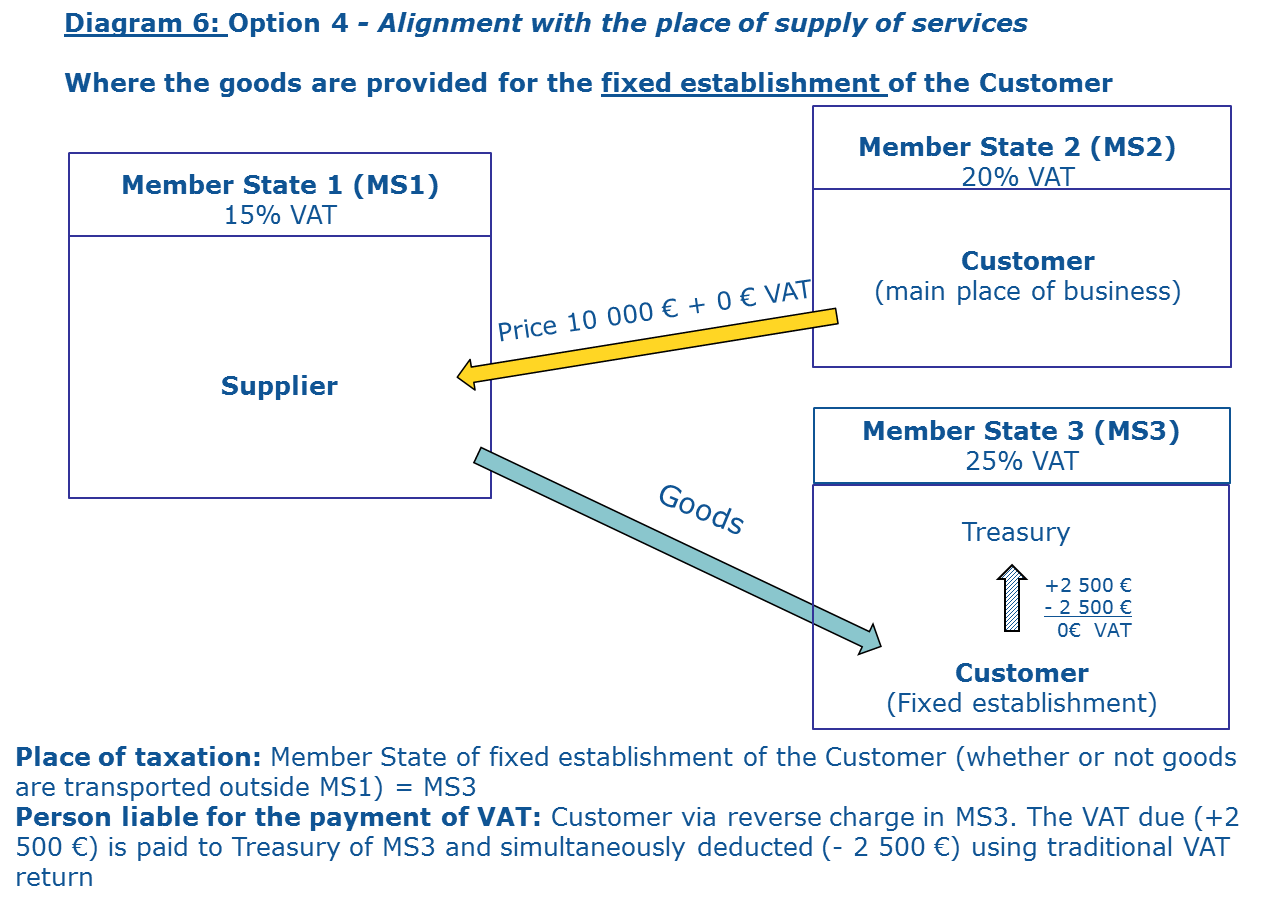 Diagram 6: Option 4 - Alignment with the place of supply of services
Where the goods are provided for the fixed establishment of the Customer
Member State 1 (MS1)
15% VAT
Supplier
Member State 2 (MS2)
20% VAT
Customer
(main place of business)
Price 10 000 € + 0 € VAT
Goods
Member State 3 (MS3)
25% VAT
Treasury
+2 500 €
- 2 500 €
0€ VAT
Customer
(Fixed establishment)
Place of taxation: Member State of fixed establishment of the Customer (whether or not goods
are transported outside MS1) = MS3
Person liable for the payment of VAT: Customer via reverse charge in MS3. The VAT due (+2
500 €) is paid to Treasury of MS3 and simultaneously deducted (- 2 500 €) using traditional VAT
return